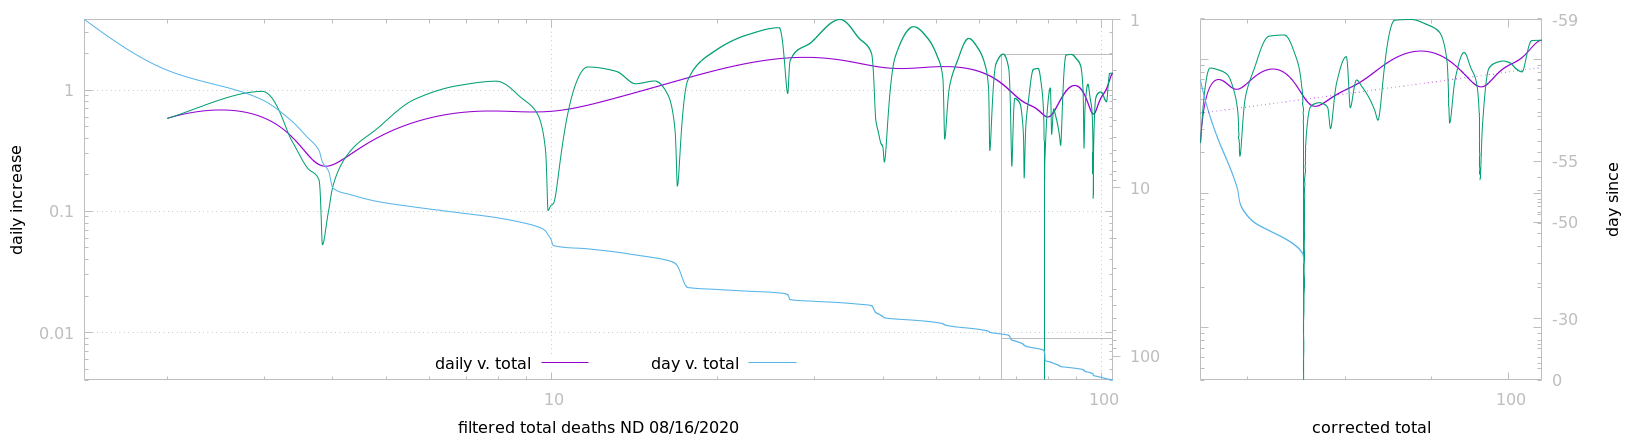 daily increase
1
0.1
0.01
10
100
1
10
100
daily v. total
day v. total
filtered total deaths ND 08/16/2020
-59
-55
-50
-30
0
day since
100
corrected total